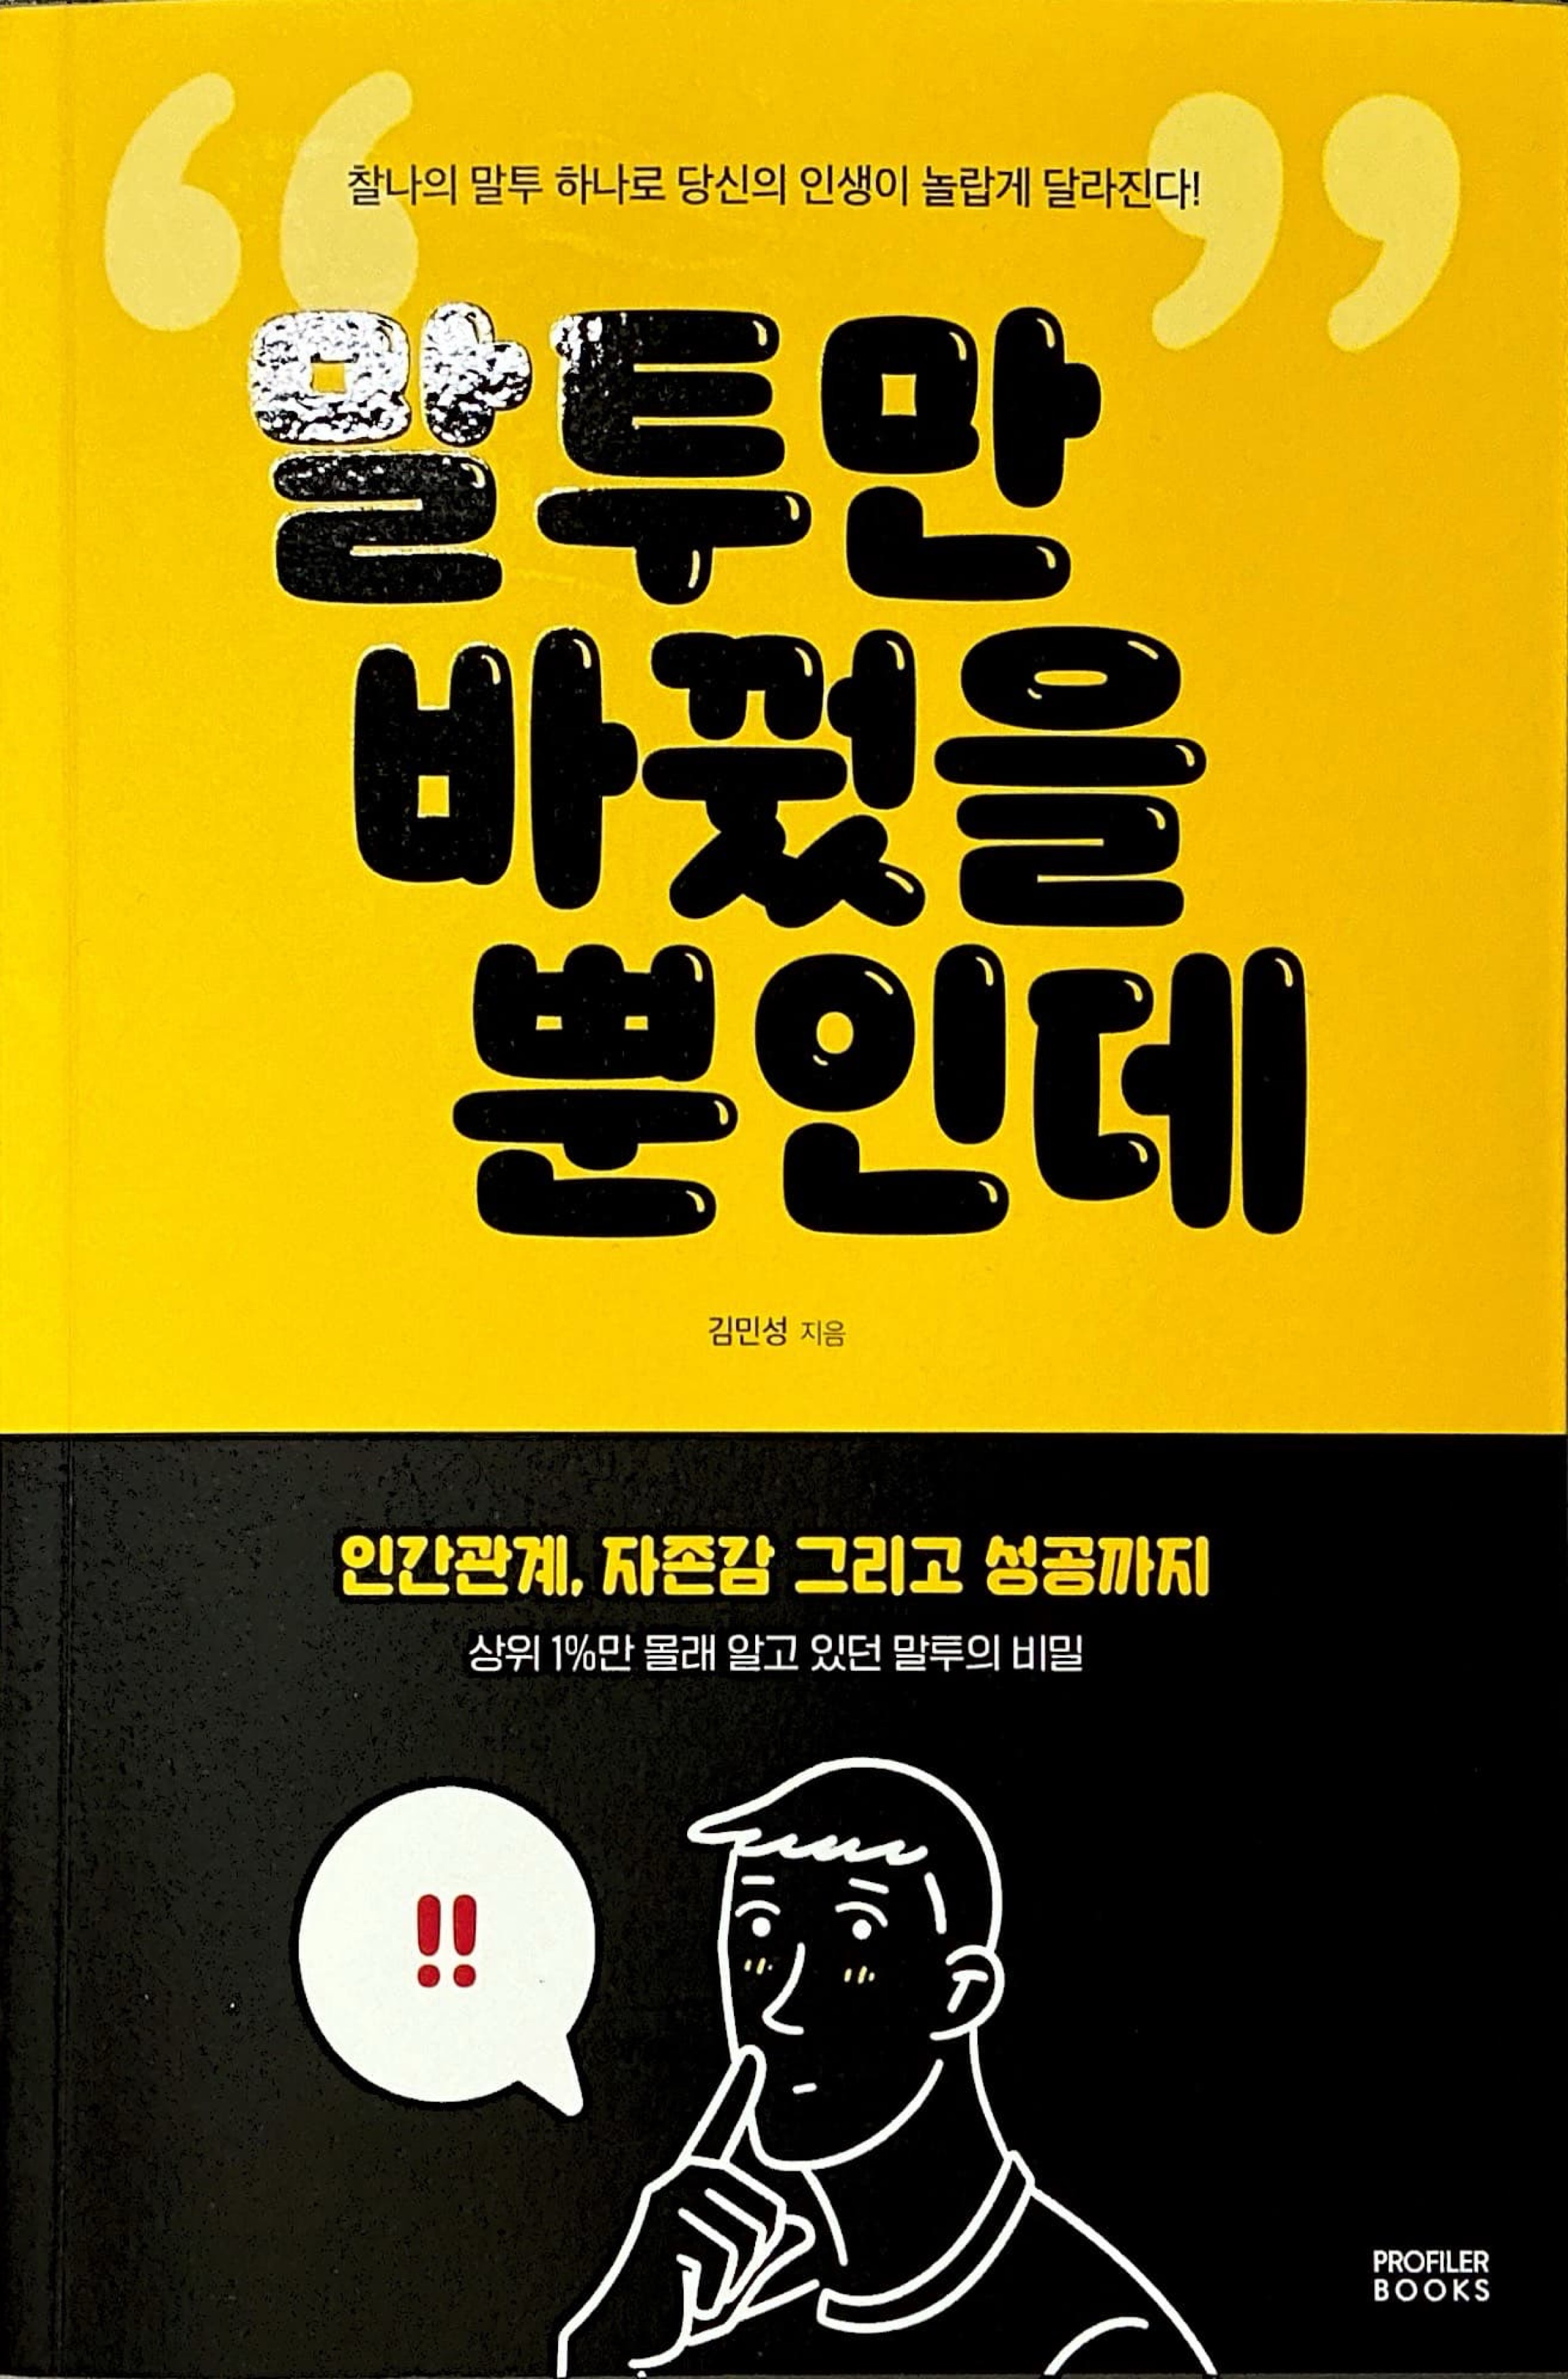 찰나의 말투 하나로 당신의 인생이 놀랍게 달라진다!
말투만
바꿨을
뿐인데
김민성 지음
인간관계, 자존감 그리고 성공까지
상위 1%만 몰래 알고 있던 말투의 비밀
!!
PROFILER
BOOKS